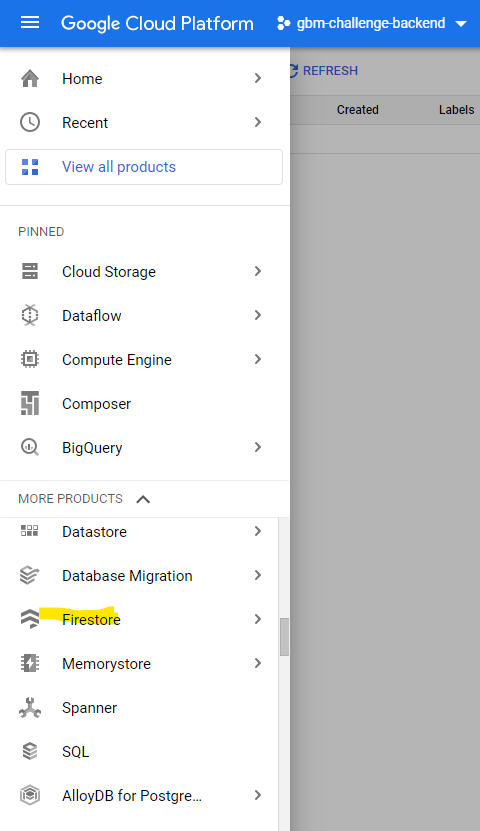 Google Cloud Platform gbm-challenge-backend
Home
REFRESH
Recent
Created Labels
View all products
PINNED
Cloud Storage
Dataflow
Compute Engine
Composer
BigQuery
MORE PRODUCTS
Datastore
Database Migration
Firestore
Memorystore
Spanner
SQL
AlloyDB for Postgre...